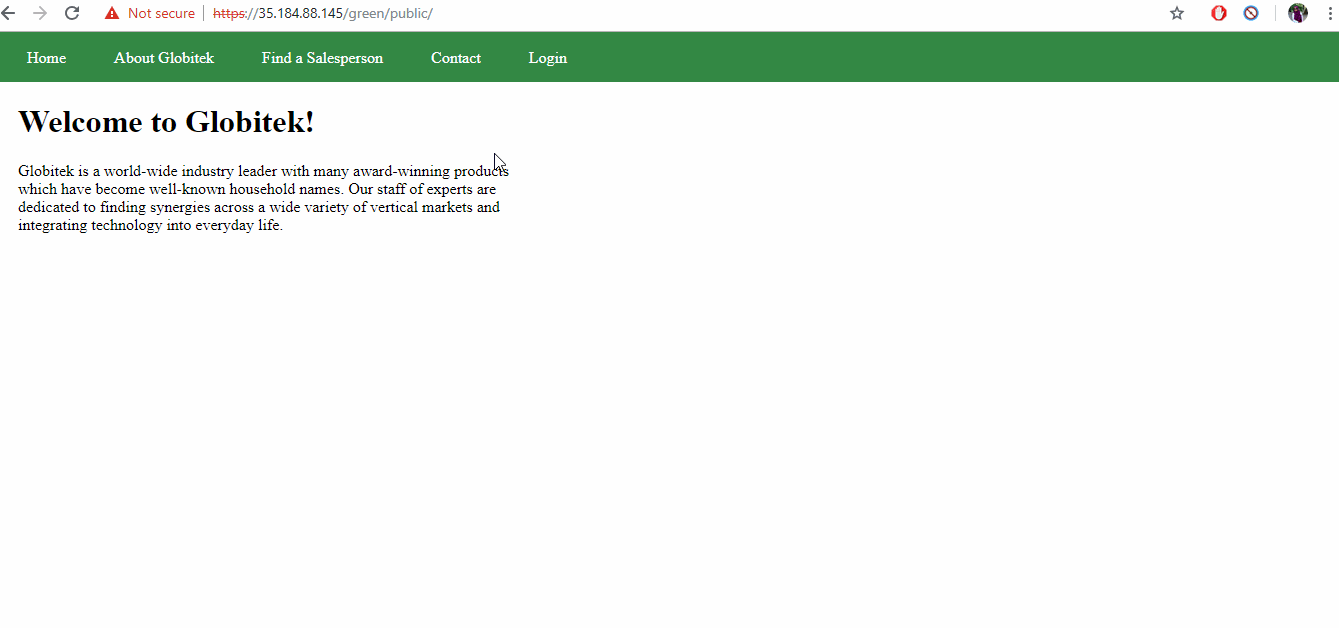 Not secure | https://35.184.88.145/green/public/
Home About Globitek Find a Salesperson Contact Login
Welcome to Globitek!
Globitek is a world-wide industry leader with many award-winning products
which have become well-known household names. Our staff of experts are
dedicated to finding synergies across a wide variety of vertical markets and
integrating technology into everyday life.